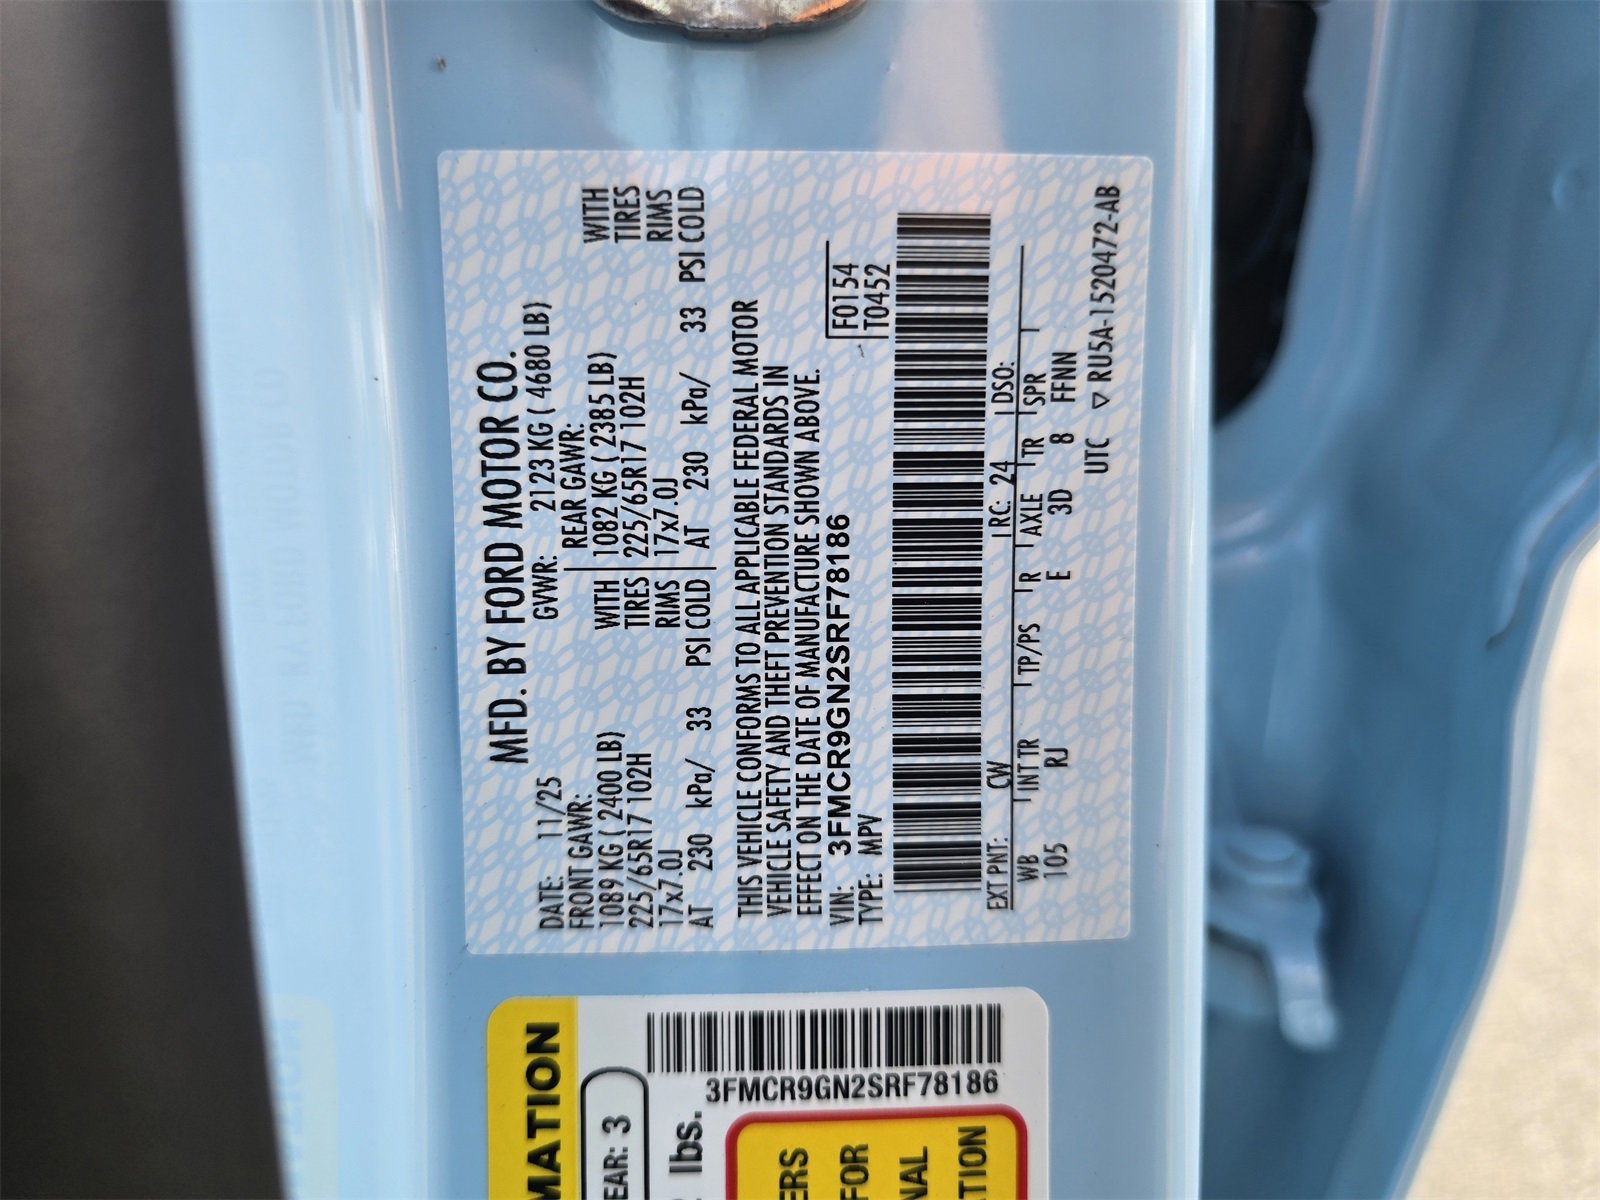 MFD. BY FORD MOTOR CO.
DATE: 11/25 GVWR: 2123 KG ( 4680 LB)
FRONT GAWR: REAR GAWR:
1089 KG ( 2400 LB) WITH 1082 KG ( 2385 LB) WITH
225/65R17 102H TIRES 225/65R17 102H TIRES
17x7.0J RIMS 17x7.0J RIMS
AT 230 kPa/ 33 PSI COLD AT 230 kPa/ 33 PSI COLD
THIS VEHICLE CONFORMS TO ALL APPLICABLE FEDERAL MOTOR
VEHICLE SAFETY AND THEFT PREVENTION STANDARDS IN
EFFECT ON THE DATE OF MANUFACTURE SHOWN ABOVE.
VIN: 3FMCR9GN2SRF78186 F0154
TYPE: MPV T0452
EXT PNT: CW RC: 24 DSO:
WB INT TR TP/PS R AXLE TR SPR
105 RJ E 3D 8 FFNN
UTC ▽ RU5A-1520472-AB
MATION
EAR: 3
3FMCR9GN2SRF78186
lbs.
ERS
FOR
NAL
ATION